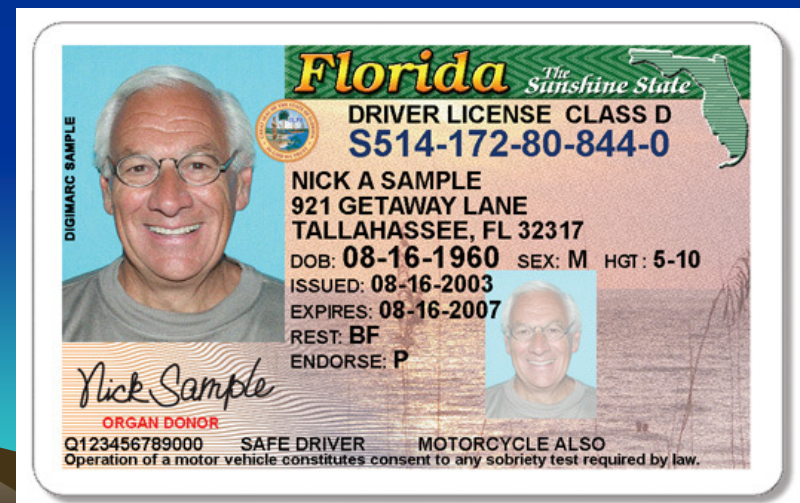 Florida The Sunshine State
DRIVER LICENSE CLASS D
S514-172-80-844-0
DIGIMARC SAMPLE
NICK A SAMPLE
921 GETAWAY LANE
TALLAHASSEE, FL 32317
DOB: 08-16-1960 SEX: M HGT: 5-10
ISSUED: 08-16-2003
EXPIRES: 08-16-2007
REST: BF
ENDORSE: P
Nick Sample
ORGAN DONOR
Q123456789000 SAFE DRIVER MOTORCYCLE ALSO
Operation of a motor vehicle constitutes consent to any sobriety test required by law.